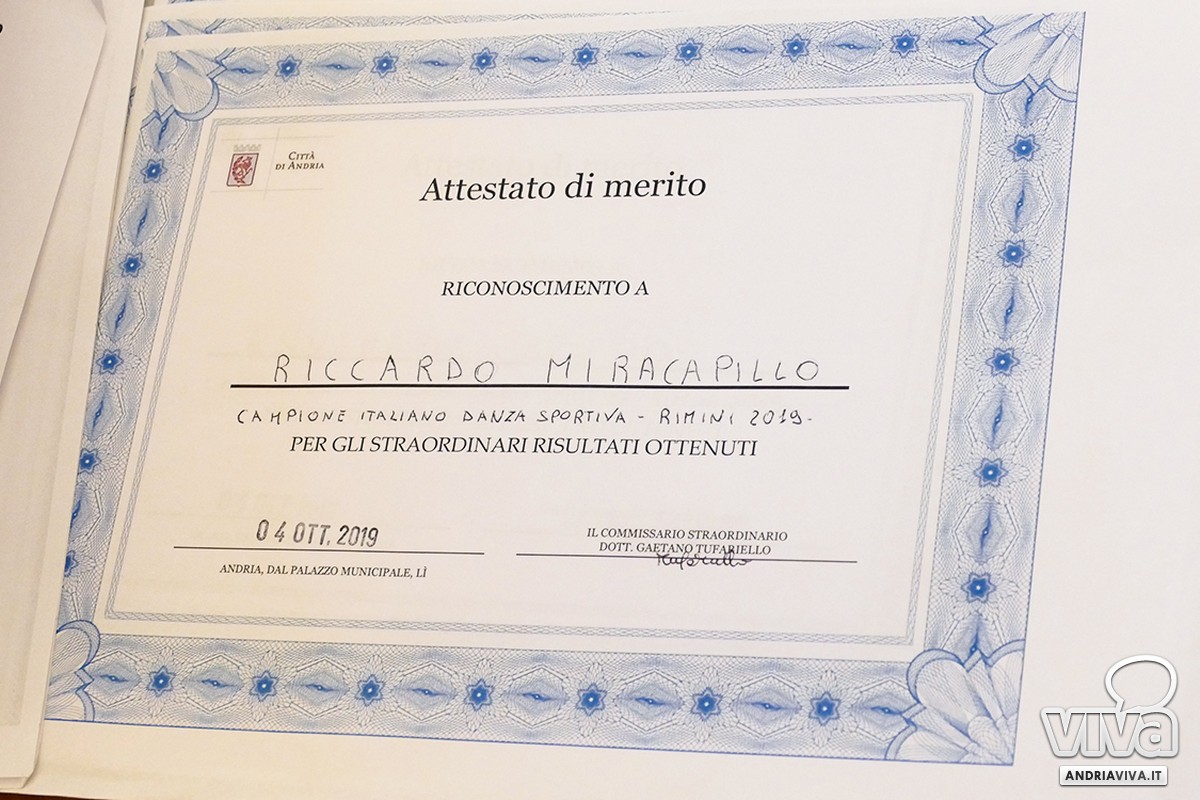 CITTÀ
DI ANDRIA
Attestato di merito
RICONOSCIMENTO A
RICCARDO MIRACAPILLO
CAMPIONE ITALIANO DANZA SPORTIVA - RIMINI 2019-
PER GLI STRAORDINARI RISULTATI OTTENUTI
04 OTT. 2019
ANDRIA, DAL PALAZZO MUNICIPALE, LÌ
IL COMMISSARIO STRAORDINARIO
DOTT. GAETANO TUFARIELLO
Tufariello
viva
ANDRIAVIVA.IT